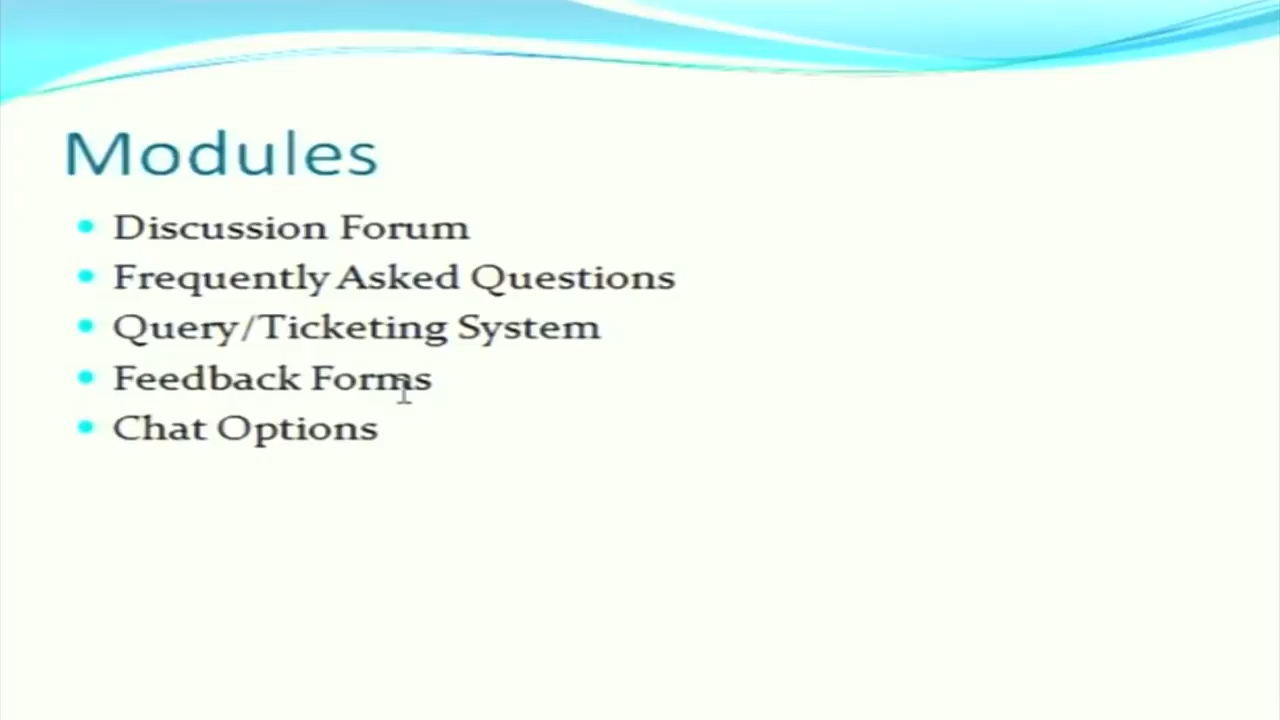 Modules
Discussion Forum
Frequently Asked Questions
Query/Ticketing System
Feedback Forms
Chat Options